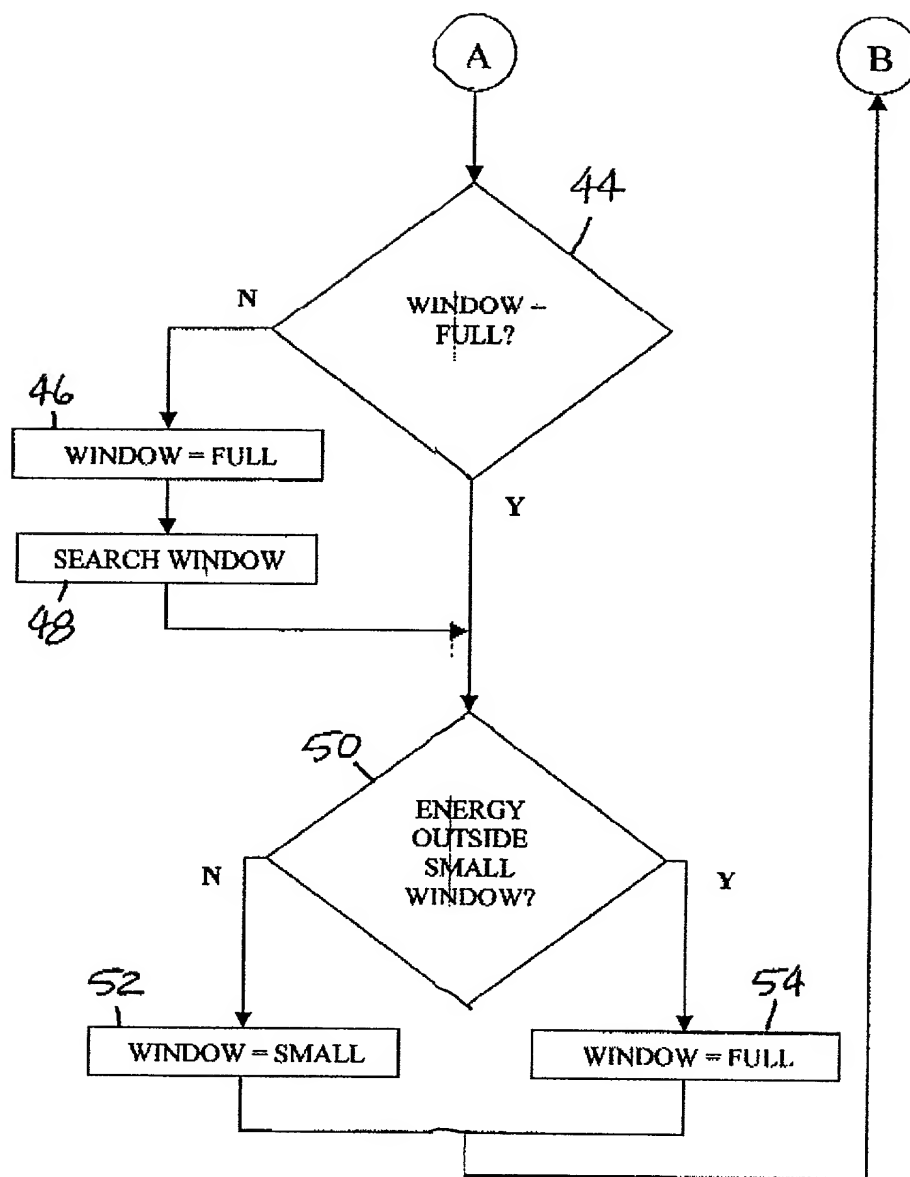 A
B
44
N
WINDOW =
FULL?
46
WINDOW = FULL
Y
SEARCH WINDOW
48
50
ENERGY
OUTSIDE
SMALL
WINDOW?
N
Y
52
54
WINDOW = SMALL
WINDOW = FULL